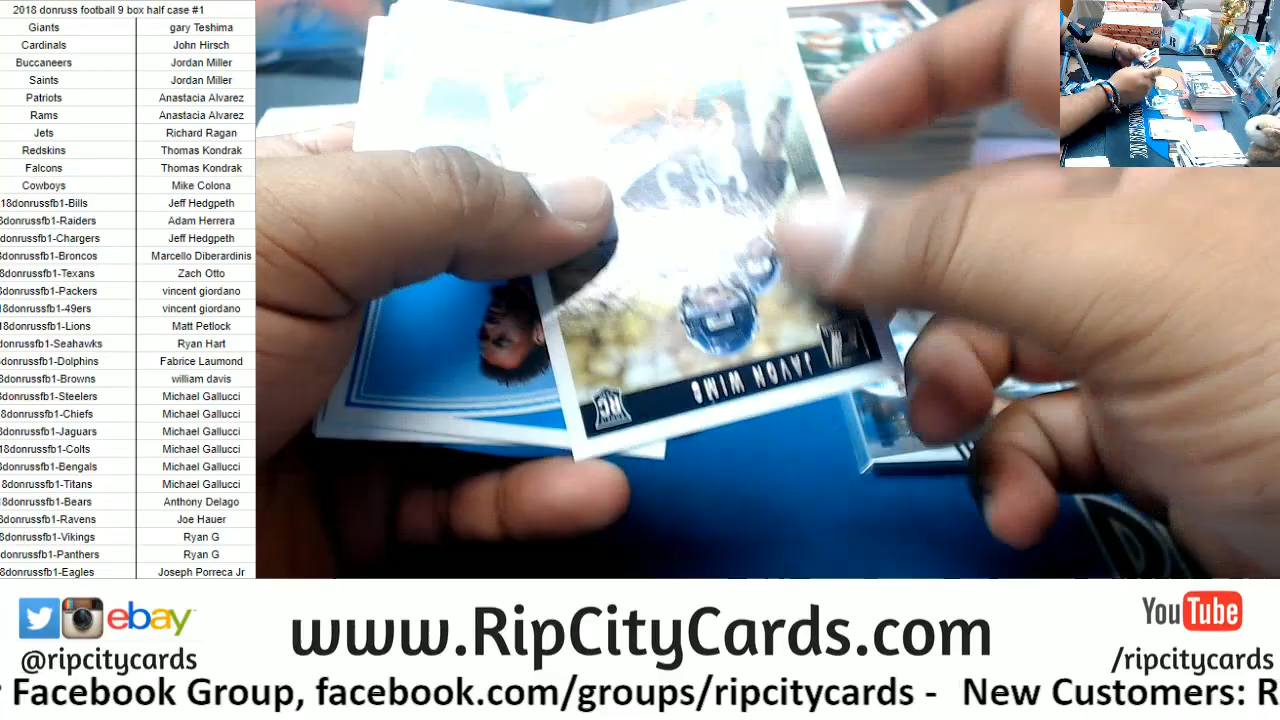 2018 donruss football 9 box half case #1
Giants gary Teshima
Cardinals John Hirsch
Buccaneers Jordan Miller
Saints Jordan Miller
Patriots Anastacia Alvarez
Rams Anastacia Alvarez
Jets Richard Ragan
Redskins Thomas Kondrak
Falcons Thomas Kondrak
Cowboys Mike Colona
18donrussfb1-Bills Jeff Hedgpeth
8donrussfb1-Raiders Adam Herrera
donrussfb1-Chargers Jeff Hedgpeth
donrussfb1-Broncos Marcello Diberardinis
8donrussfb1-Texans Zach Otto
8donrussfb1-Packers vincent giordano
18donrussfb1-49ers vincent giordano
18donrussfb1-Lions Matt Petlock
donrussfb1-Seahawks Ryan Hart
donrussfb1-Dolphins Fabrice Laumond
donrussfb1-Browns william davis
8donrussfb1-Steelers Michael Gallucci
8donrussfb1-Chiefs Michael Gallucci
donrussfb1-Jaguars Michael Gallucci
18donrussfb1-Colts Michael Gallucci
donrussfb1-Bengals Michael Gallucci
18donrussfb1-Titans Michael Gallucci
8donrussfb1-Bears Anthony Delago
8donrussfb1-Ravens Joe Hauer
8donrussfb1-Vikings Ryan G
donrussfb1-Panthers Ryan G
8donrussfb1-Eagles Joseph Porreca Jr
JAVON WIMS
RC
ebay
@ripcitycards
www.RipCityCards.com
YouTube
/ripcitycards
Facebook Group, facebook.com/groups/ripcitycards - New Customers: R